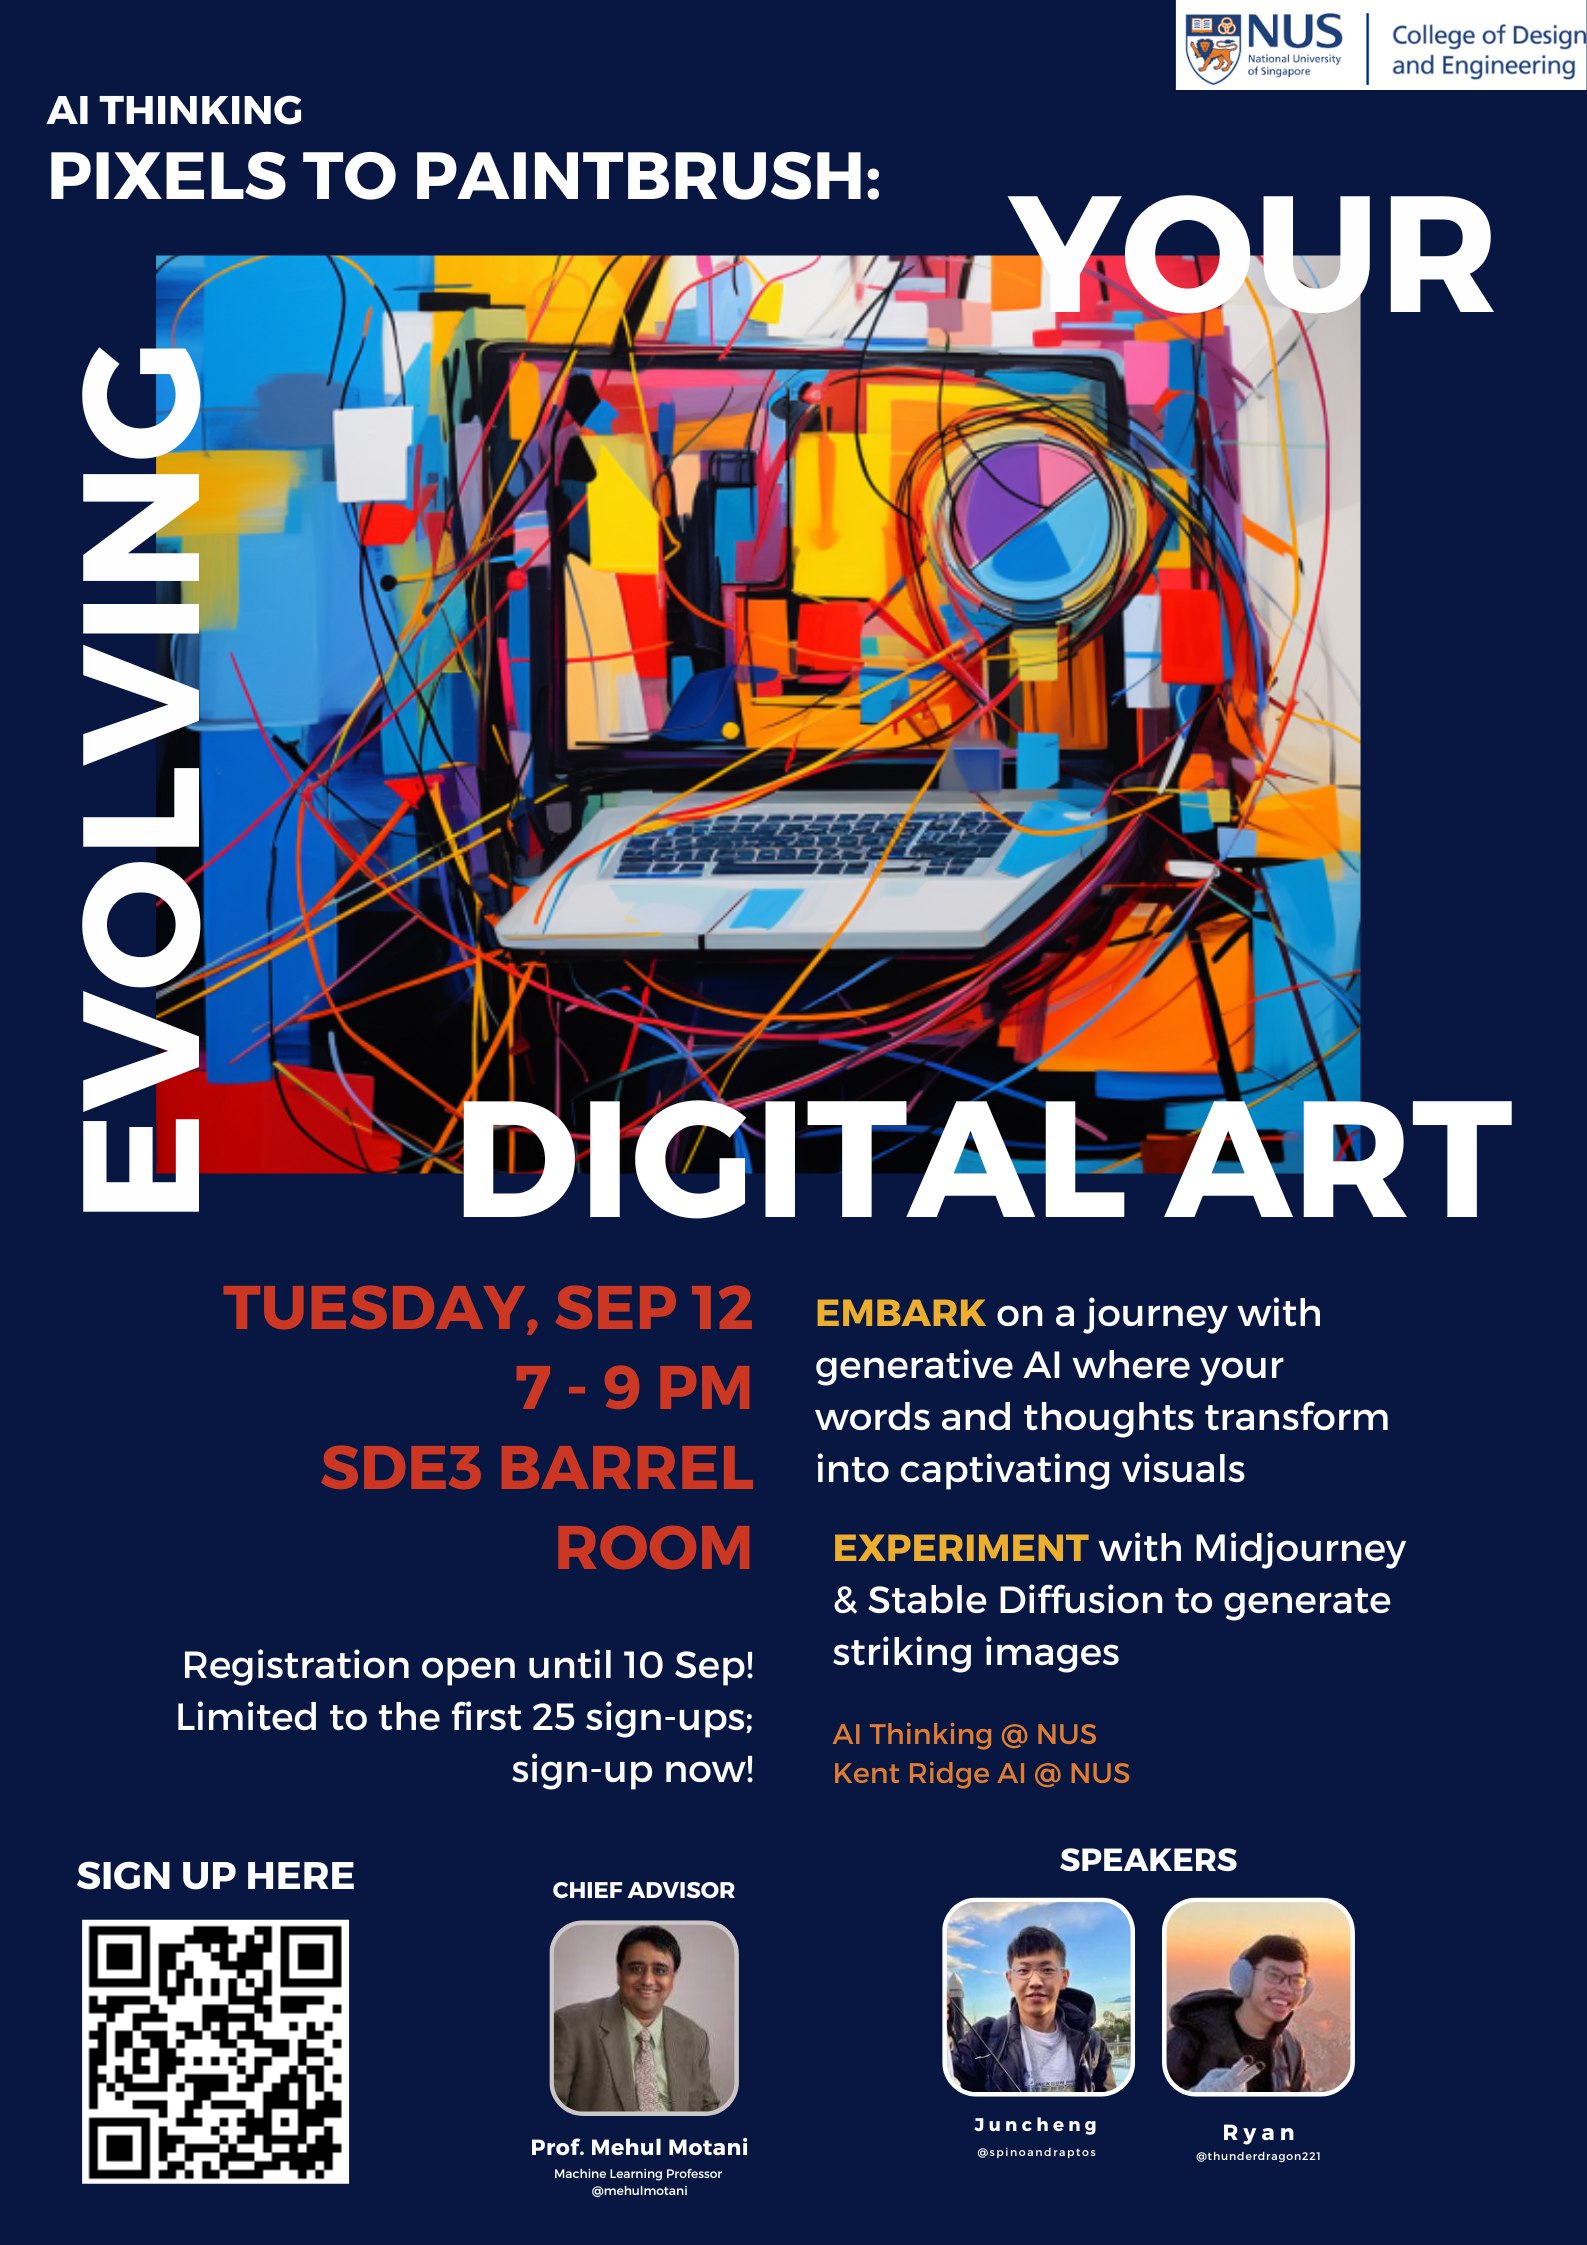 NUS
National University
of Singapore
College of Design
and Engineering
AI THINKING
PIXELS TO PAINTBRUSH:
EVOLVING
YOUR
DIGITAL ART
TUESDAY, SEP 12
7 - 9 PM
SDE3 BARREL
ROOM
Registration open until 10 Sep!
Limited to the first 25 sign-ups;
sign-up now!
EMBARK on a journey with
generative AI where your
words and thoughts transform
into captivating visuals
EXPERIMENT with Midjourney
& Stable Diffusion to generate
striking images
AI Thinking @ NUS
Kent Ridge AI @ NUS
SIGN UP HERE
CHIEF ADVISOR
Prof. Mehul Motani
Machine Learning Professor
@mehulmotani
SPEAKERS
Juncheng
@spinoandraptos
Ryan
@thunderdragon221